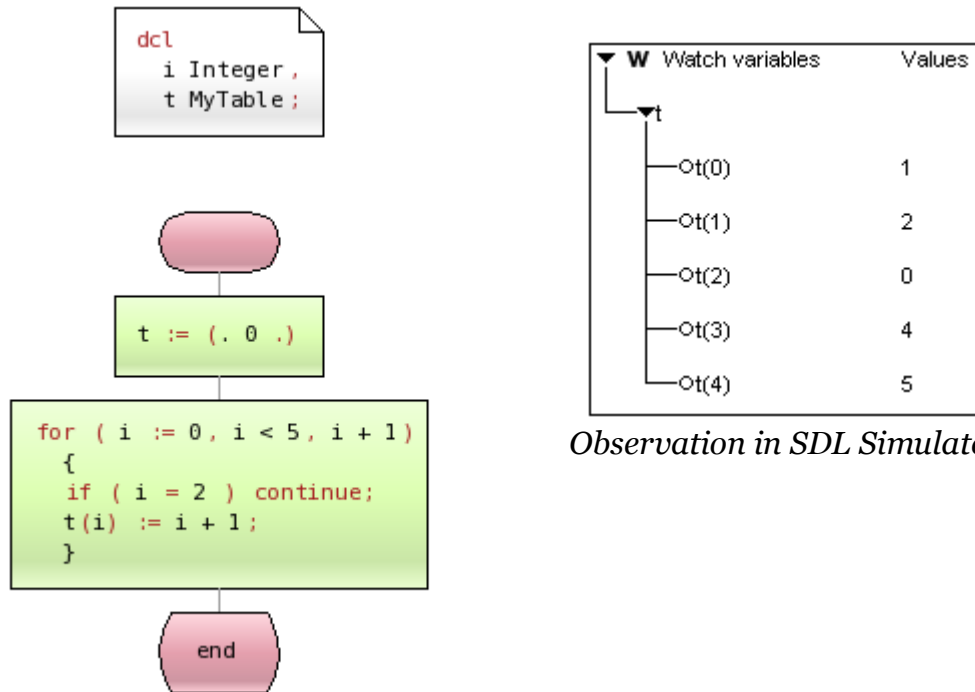 dcl
i Integer,
t MyTable;
t := (. 0 .)
for ( i := 0, i < 5, i + 1)
{
if ( i = 2 ) continue;
t(i) := i + 1;
}
end
W Watch variables Values
t
t(0) 1
t(1) 2
t(2) 0
t(3) 4
t(4) 5
Observation in SDL